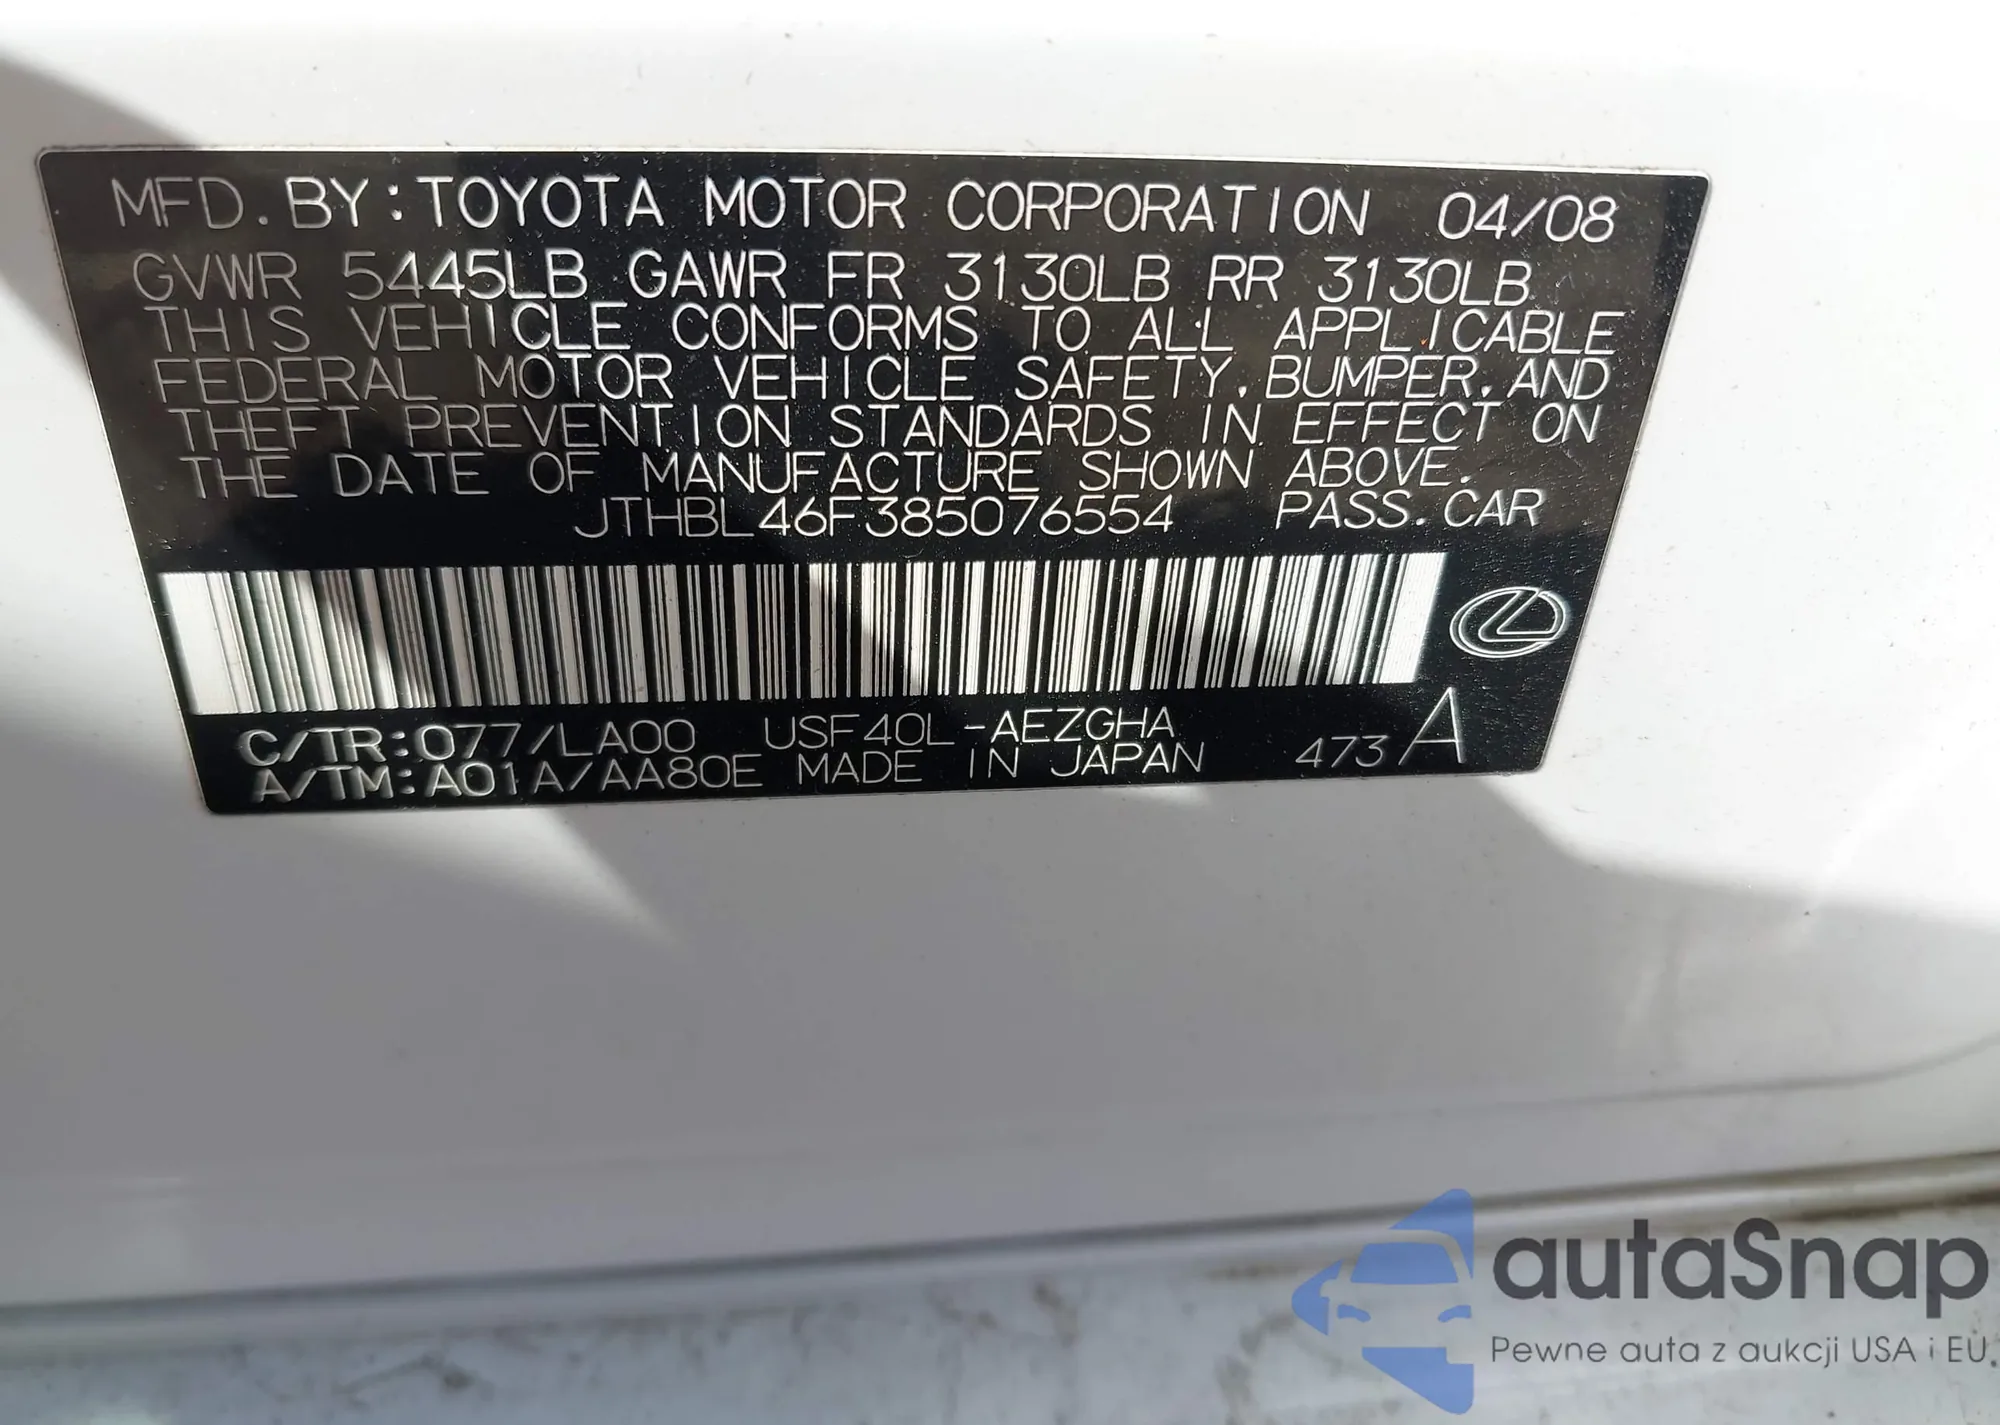 MFD. BY: TOYOTA MOTOR CORPORATION 04/08
GVWR 5445LB GAWR FR 3130LB RR 3130LB
THIS VEHICLE CONFORMS TO ALL APPLICABLE
FEDERAL MOTOR VEHICLE SAFETY, BUMPER, AND
THEFT PREVENTION STANDARDS IN EFFECT ON
THE DATE OF MANUFACTURE SHOWN ABOVE.
JTHBL46F385076554 PASS. CAR
C/TR:077/LA00 USF40L-AEZGHA
A/TM:A01A/AA80E MADE IN JAPAN 473 A
autaSnap
Pewne auta z aukcji USA i EU.